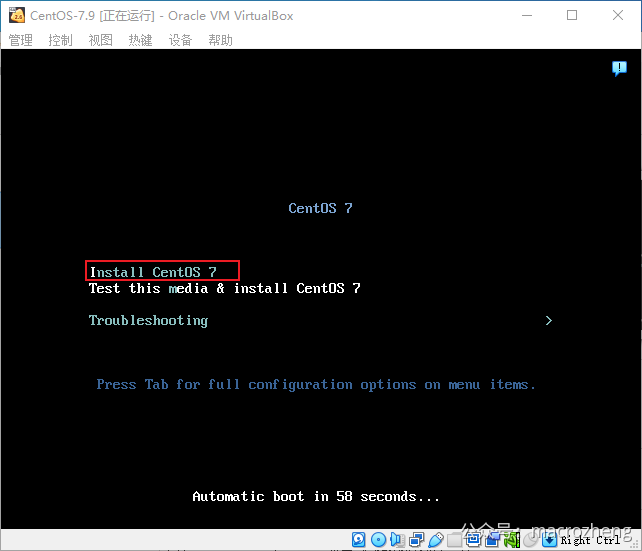 CentOS-7.9 [正在运行] - Oracle VM VirtualBox
管理 控制 视图 热键 设备 帮助
CentOS 7
Install CentOS 7
Test this media & install CentOS 7
Troubleshooting >
Press Tab for full configuration options on menu items.
Automatic boot in 58 seconds...
公众号：macrozheng
Right Ctrl